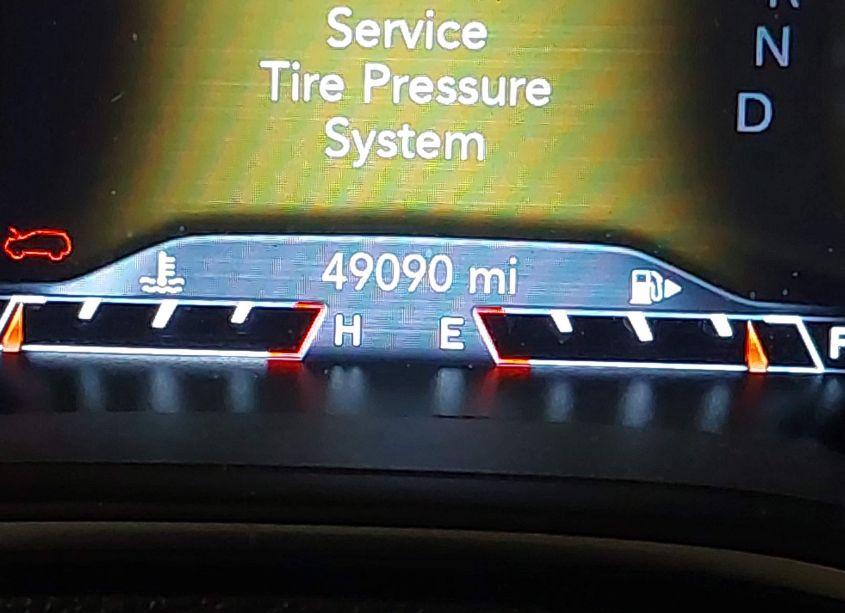 Service
Tire Pressure
System
N
D
49090 mi
H E F